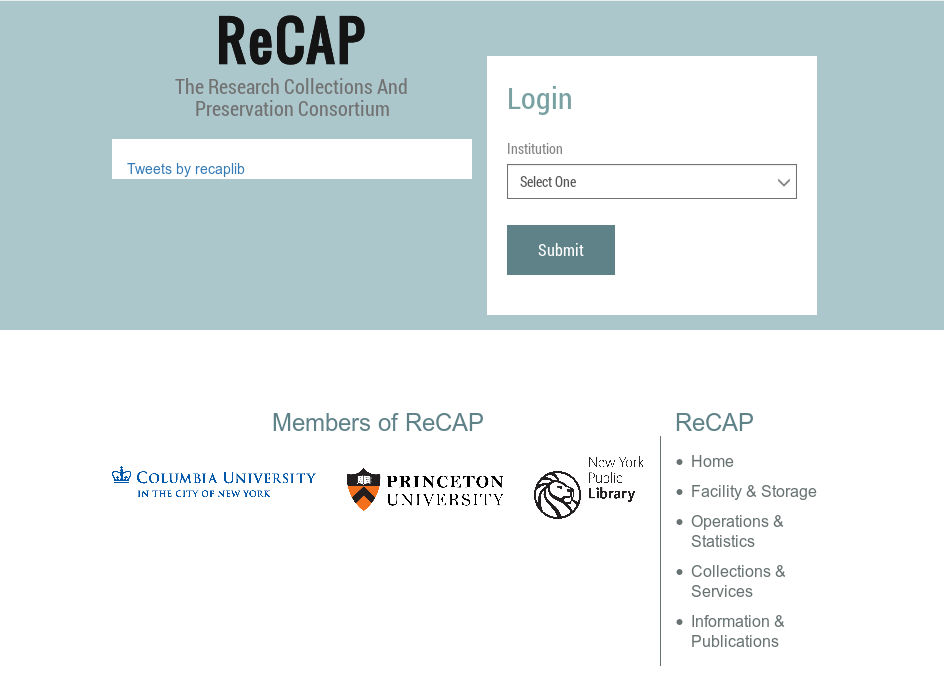 ReCAP
The Research Collections And
Preservation Consortium
Tweets by recaplib
Login
Institution
Select One
Submit
Members of ReCAP
COLUMBIA UNIVERSITY
IN THE CITY OF NEW YORK
PRINCETON
UNIVERSITY
New York
Public
Library
ReCAP
• Home
• Facility & Storage
• Operations &
Statistics
• Collections &
Services
• Information &
Publications